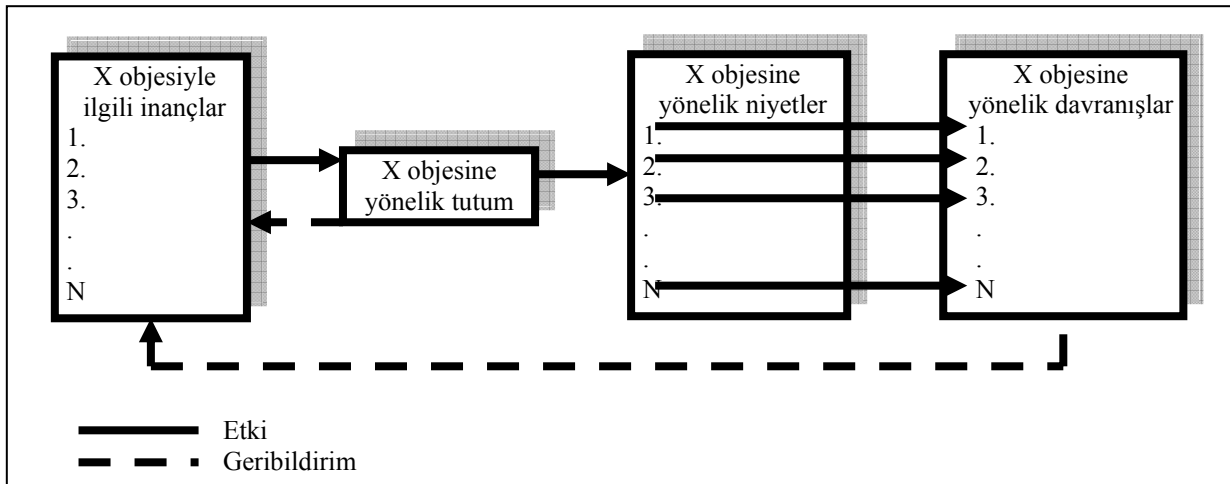 X objesiyle
ilgili inançlar
1.
2.
3.
.
.
N
X objesine
yönelik tutum
X objesine
yönelik niyetler
1.
2.
3.
.
.
N
X objesine
yönelik davranışlar
1.
2.
3.
.
.
N
Etki
Geribildirim